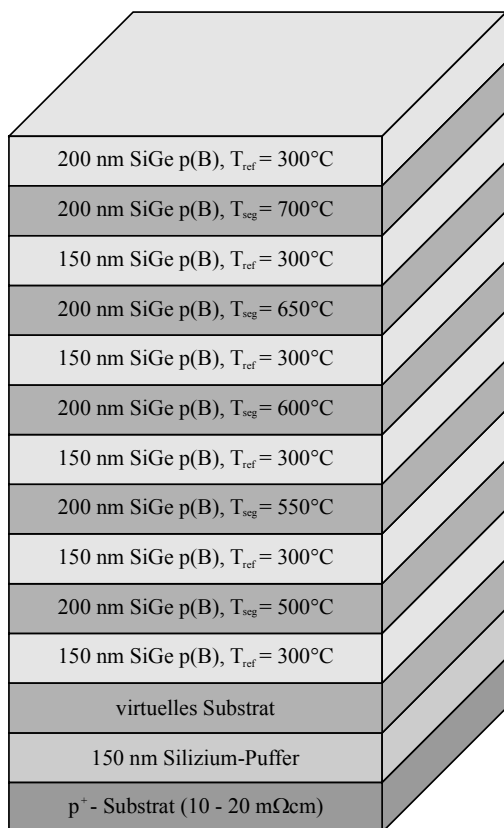 200 nm SiGe p(B), T_ref = 300°C
200 nm SiGe p(B), T_seg = 700°C
150 nm SiGe p(B), T_ref = 300°C
200 nm SiGe p(B), T_seg = 650°C
150 nm SiGe p(B), T_ref = 300°C
200 nm SiGe p(B), T_seg = 600°C
150 nm SiGe p(B), T_ref = 300°C
200 nm SiGe p(B), T_seg = 550°C
150 nm SiGe p(B), T_ref = 300°C
200 nm SiGe p(B), T_seg = 500°C
150 nm SiGe p(B), T_ref = 300°C
virtuelles Substrat
150 nm Silizium-Puffer
p⁺- Substrat (10 - 20 mΩcm)